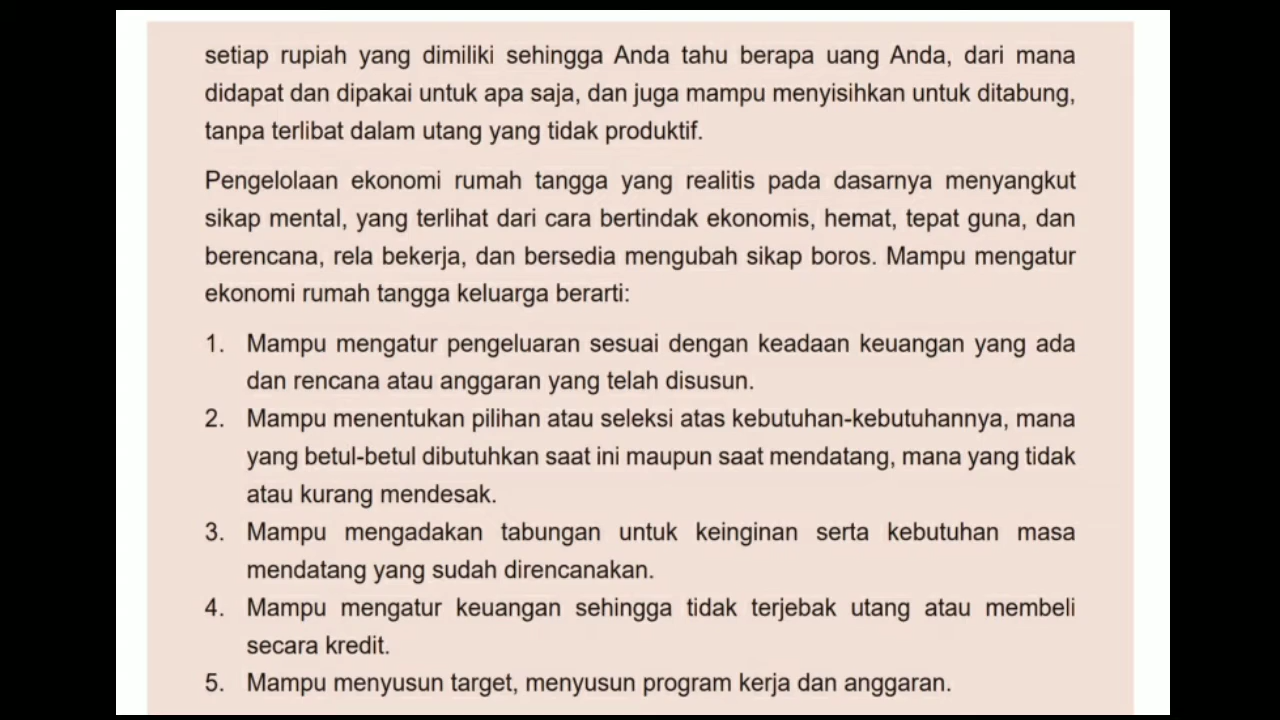 setiap rupiah yang dimiliki sehingga Anda tahu berapa uang Anda, dari mana
didapat dan dipakai untuk apa saja, dan juga mampu menyisihkan untuk ditabung,
tanpa terlibat dalam utang yang tidak produktif.
Pengelolaan ekonomi rumah tangga yang realitis pada dasarnya menyangkut
sikap mental, yang terlihat dari cara bertindak ekonomis, hemat, tepat guna, dan
berencana, rela bekerja, dan bersedia mengubah sikap boros. Mampu mengatur
ekonomi rumah tangga keluarga berarti:
1. Mampu mengatur pengeluaran sesuai dengan keadaan keuangan yang ada
dan rencana atau anggaran yang telah disusun.
2. Mampu menentukan pilihan atau seleksi atas kebutuhan-kebutuhannya, mana
yang betul-betul dibutuhkan saat ini maupun saat mendatang, mana yang tidak
atau kurang mendesak.
3. Mampu mengadakan tabungan untuk keinginan serta kebutuhan masa
mendatang yang sudah direncanakan.
4. Mampu mengatur keuangan sehingga tidak terjebak utang atau membeli
secara kredit.
5. Mampu menyusun target, menyusun program kerja dan anggaran.